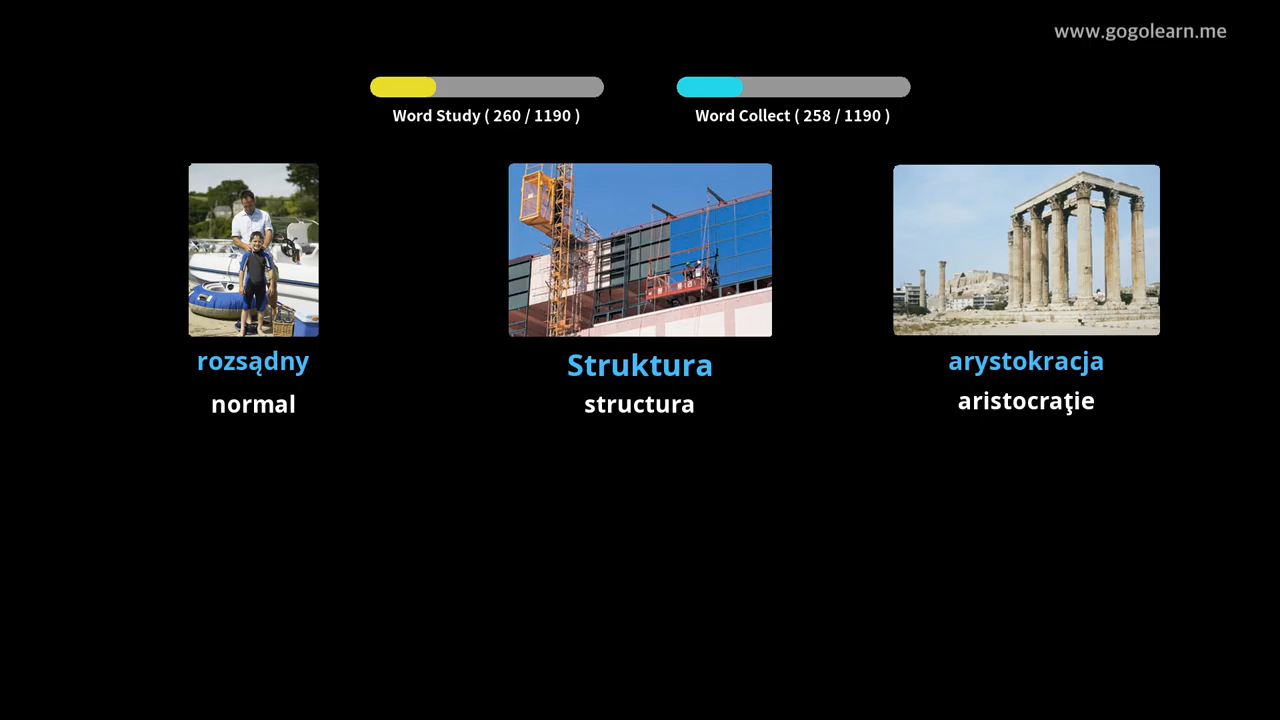 www.gogolearn.me
Word Study ( 260 / 1190 )
Word Collect ( 258 / 1190 )
rozsądny
normal
Struktura
structura
arystokracja
aristocraţie